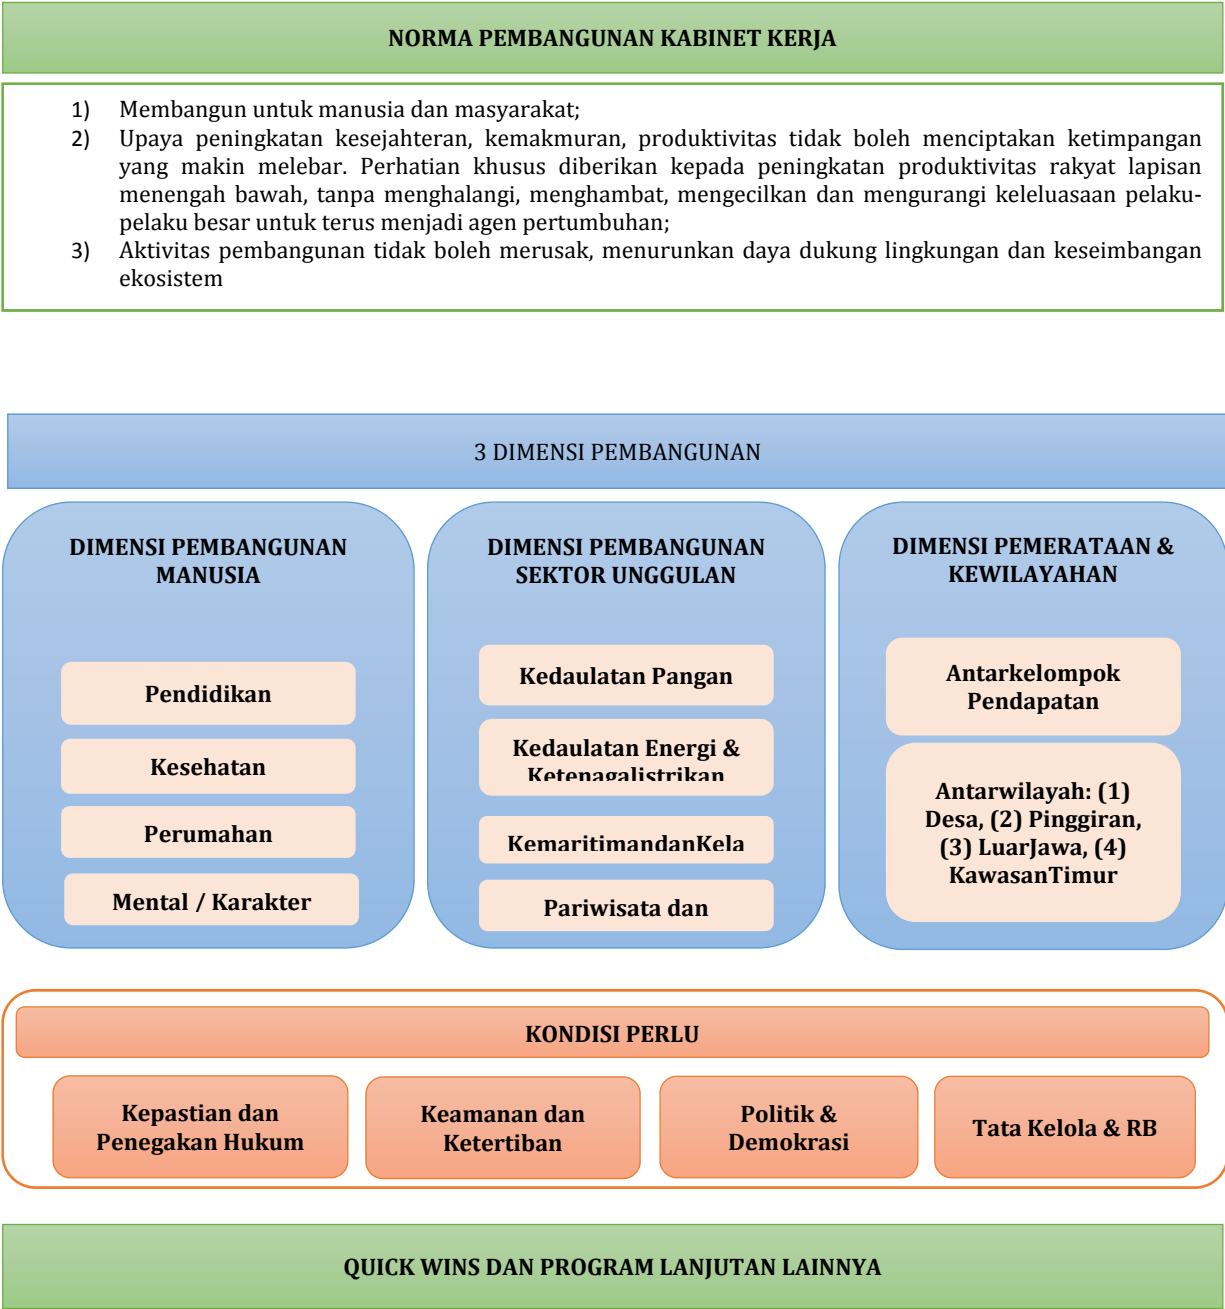 NORMA PEMBANGUNAN KABINET KERJA
1) Membangun untuk manusia dan masyarakat;
2) Upaya peningkatan kesejahteran, kemakmuran, produktivitas tidak boleh menciptakan ketimpangan
yang makin melebar. Perhatian khusus diberikan kepada peningkatan produktivitas rakyat lapisan
menengah bawah, tanpa menghalangi, menghambat, mengecilkan dan mengurangi keleluasaan pelaku-
pelaku besar untuk terus menjadi agen pertumbuhan;
3) Aktivitas pembangunan tidak boleh merusak, menurunkan daya dukung lingkungan dan keseimbangan
ekosistem
3 DIMENSI PEMBANGUNAN
DIMENSI PEMBANGUNAN
MANUSIA
Pendidikan
Kesehatan
Perumahan
Mental / Karakter
DIMENSI PEMBANGUNAN
SEKTOR UNGGULAN
Kedaulatan Pangan
Kedaulatan Energi &
Ketenagalistrikan
KemaritimandanKela
Pariwisata dan
DIMENSI PEMERATAAN &
KEWILAYAHAN
Antarkelompok
Pendapatan
Antarwilayah: (1)
Desa, (2) Pinggiran,
(3) LuarJawa, (4)
KawasanTimur
KONDISI PERLU
Kepastian dan
Penegakan Hukum
Keamanan dan
Ketertiban
Politik &
Demokrasi
Tata Kelola & RB
QUICK WINS DAN PROGRAM LANJUTAN LAINNYA